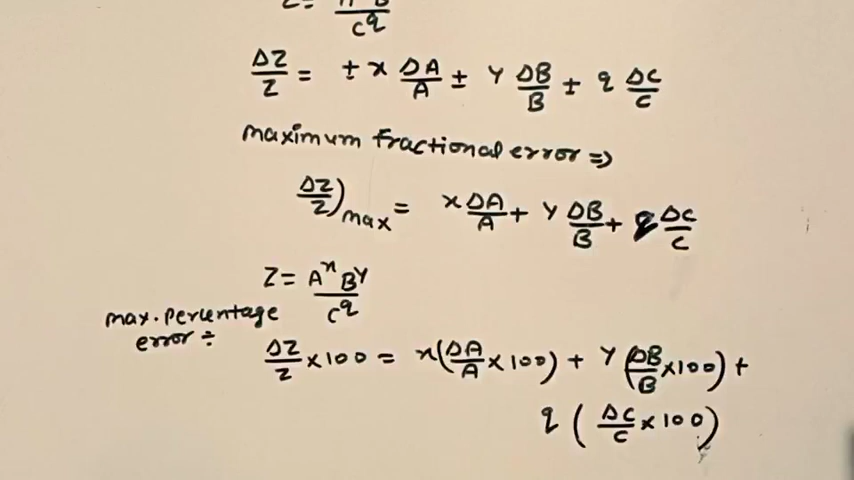 Z = A^x B^y / C^q
ΔZ/Z = ± x ΔA/A ± y ΔB/B ± q ΔC/C
maximum fractional error ⇒
ΔZ/Z)max = x ΔA/A + y ΔB/B + q ΔC/C
Z = A^x B^y / C^q
max. percentage
error ÷
ΔZ/Z × 100 = x(ΔA/A × 100) + y(ΔB/B × 100) +
q(ΔC/C × 100)